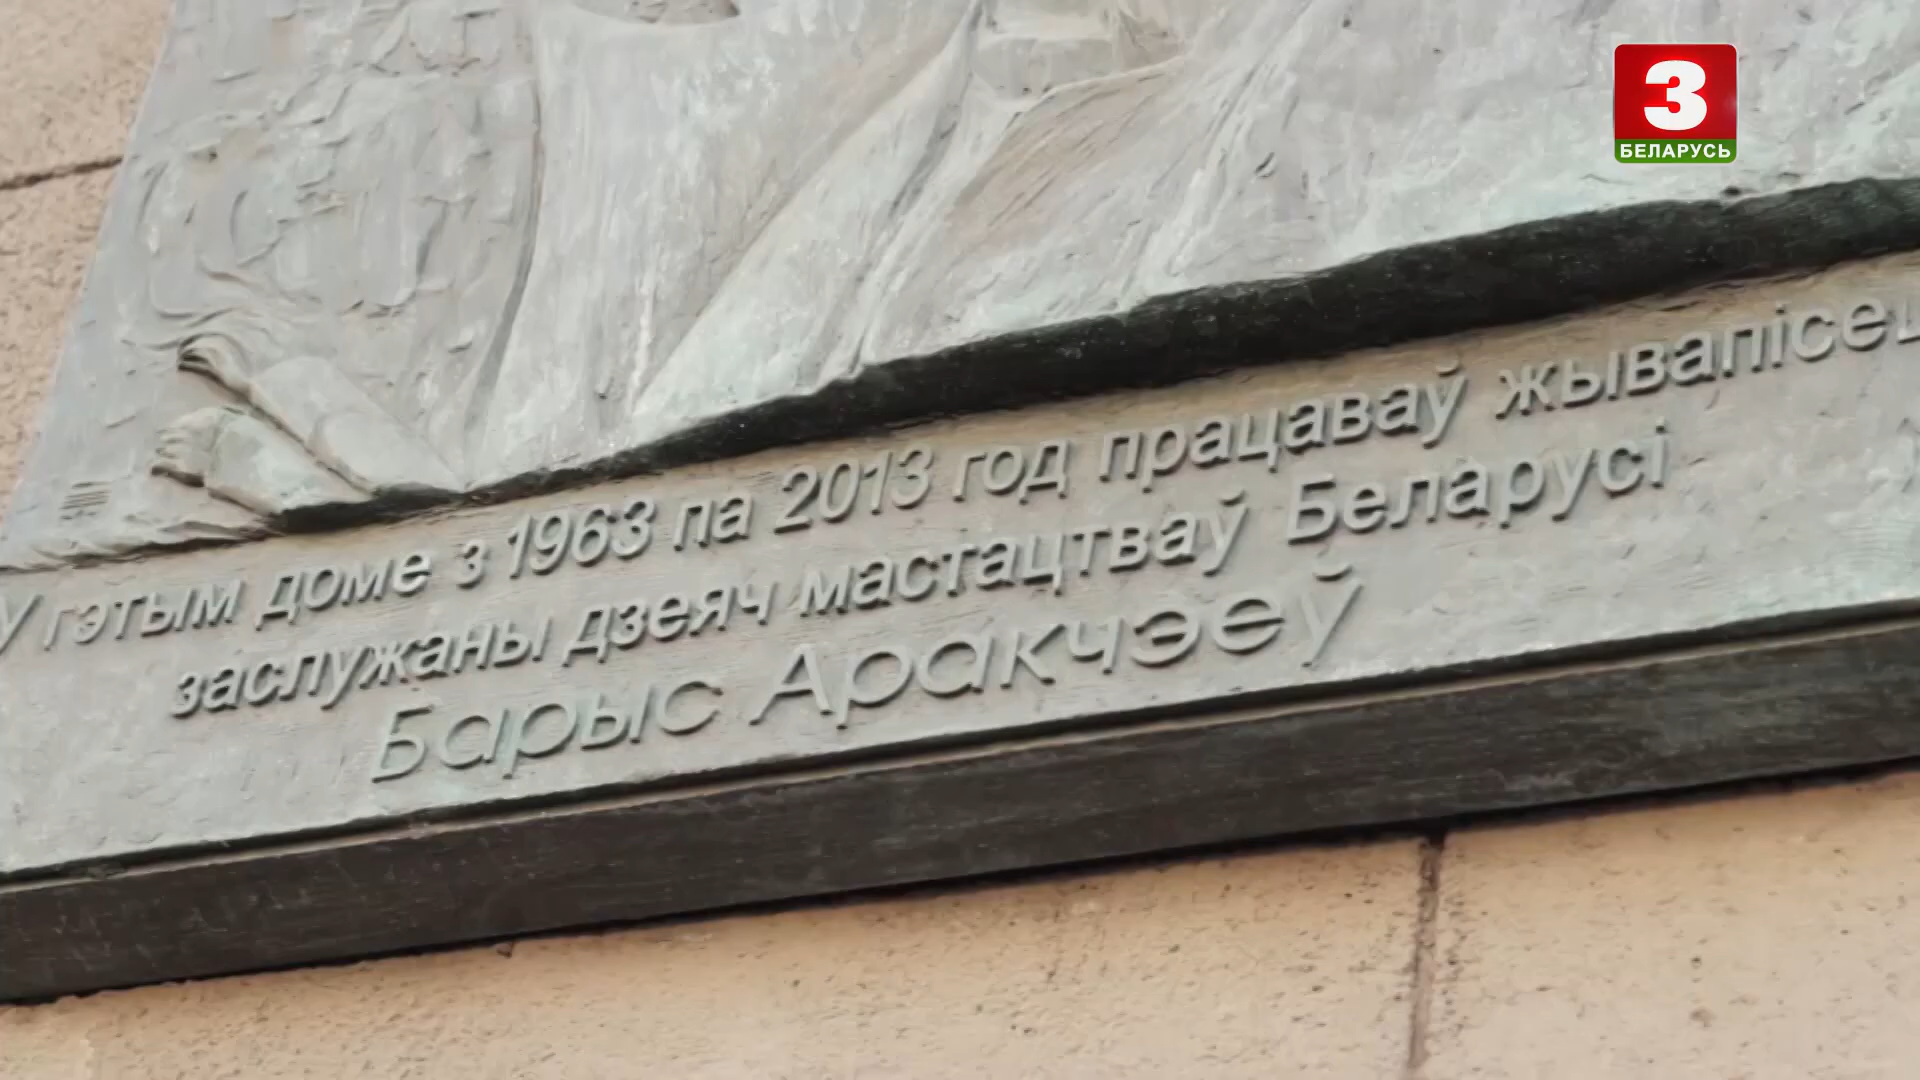 3
БЕЛАРУСЬ
У гэтым доме з 1963 па 2013 год працаваў жывапісец
заслужаны дзеяч мастацтваў Беларусі
Барыс Аракчэеў